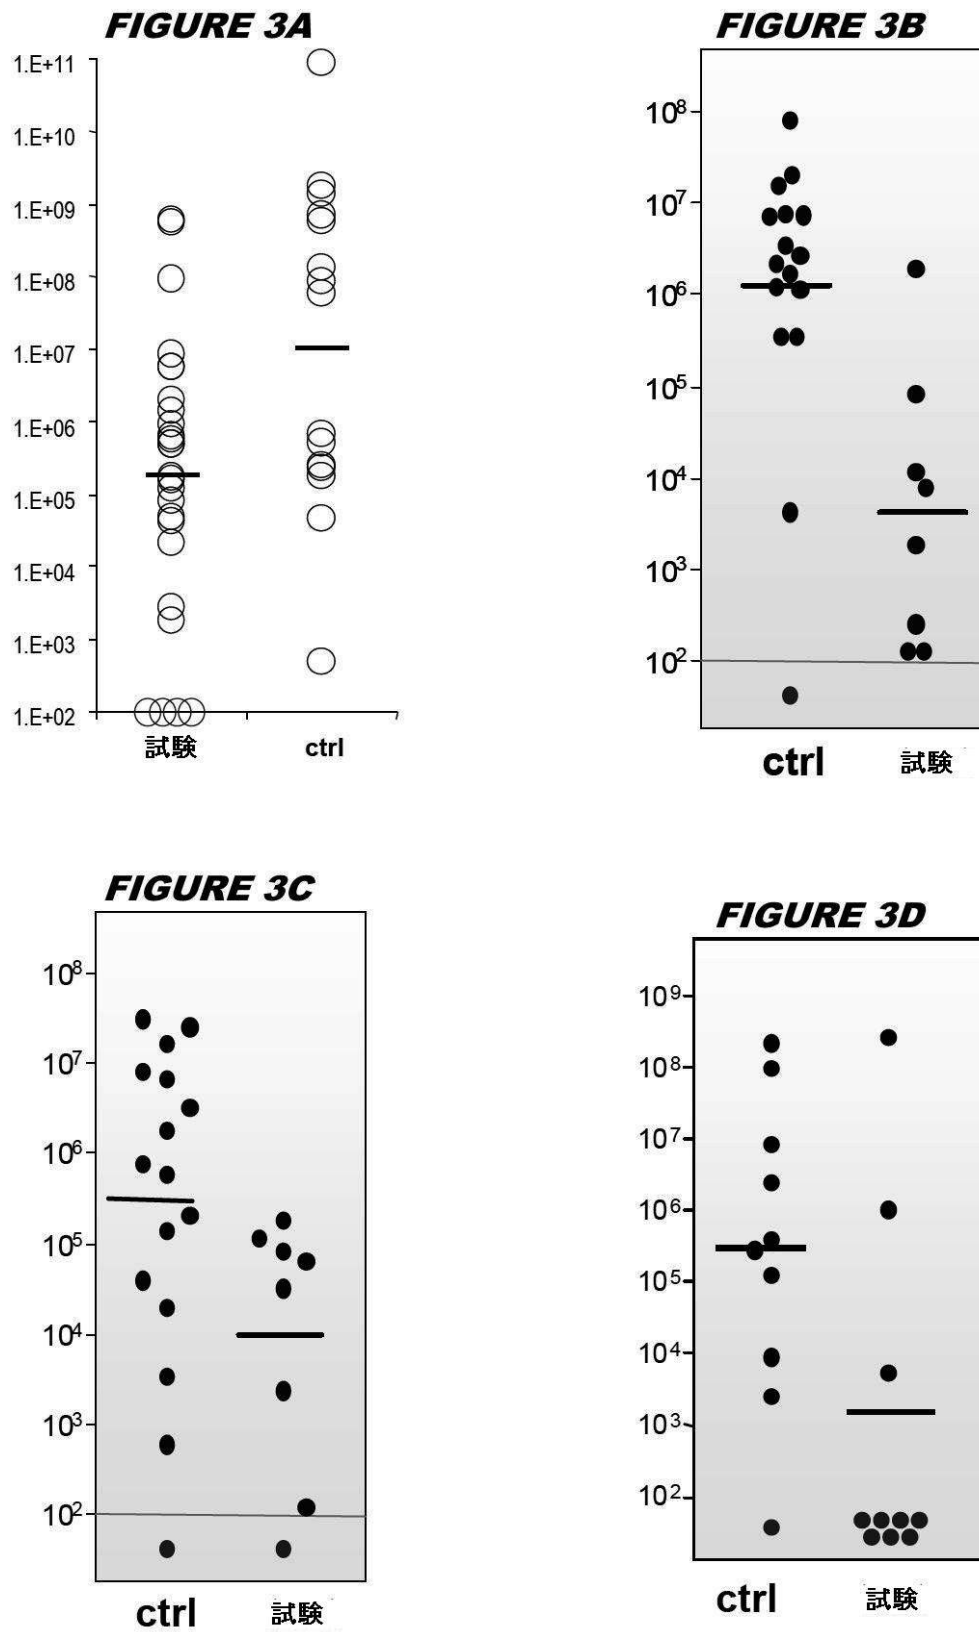 FIGURE 3A
1.E+11
1.E+10
1.E+09
1.E+08
1.E+07
1.E+06
1.E+05
1.E+04
1.E+03
1.E+02
試験 ctrl
FIGURE 3B
10⁸
10⁷
10⁶
10⁵
10⁴
10³
10²
ctrl 試験
FIGURE 3C
10⁸
10⁷
10⁶
10⁵
10⁴
10³
10²
ctrl 試験
FIGURE 3D
10⁹
10⁸
10⁷
10⁶
10⁵
10⁴
10³
10²
ctrl 試験